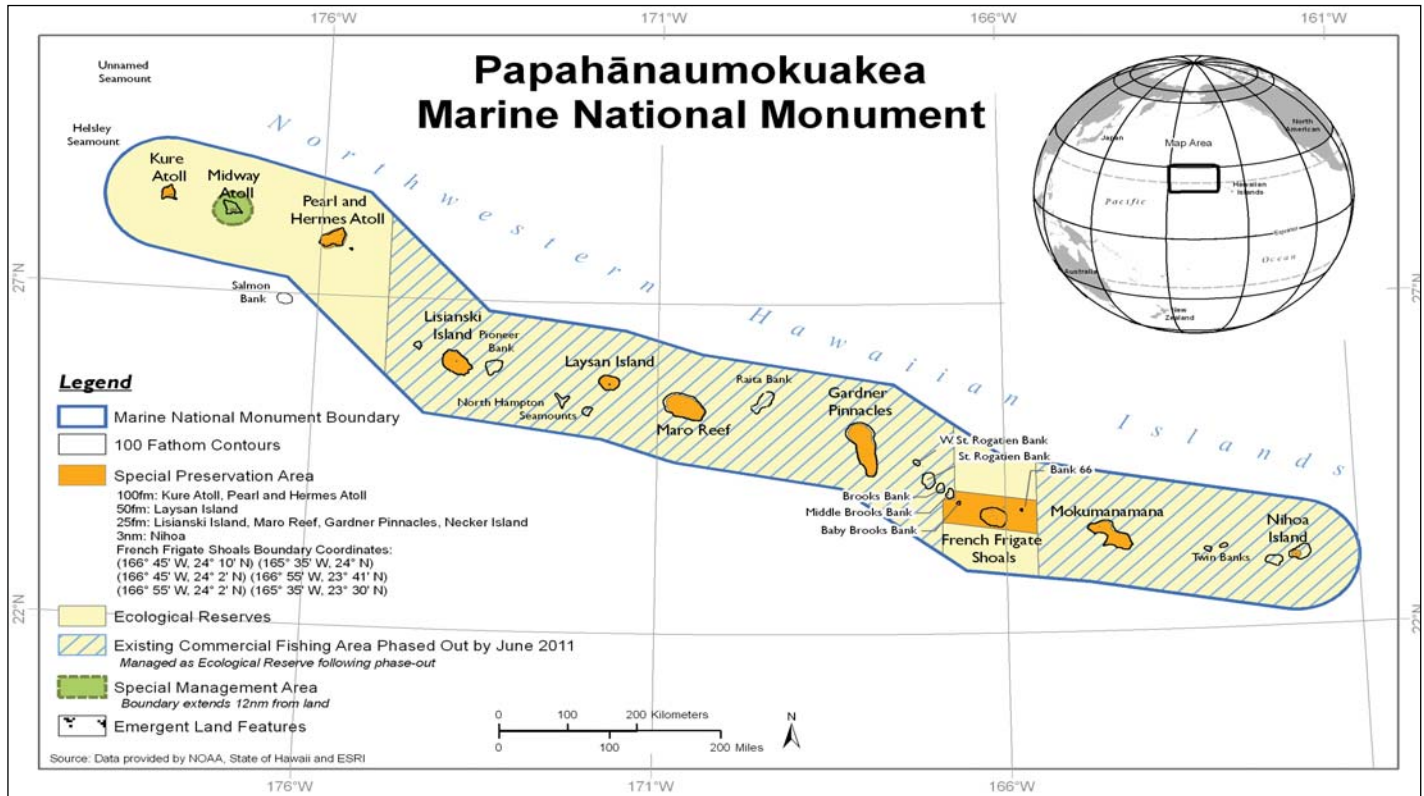 176°W
171°W
166°W
161°W
Papahānaumokuakea
Marine National Monument
Unnamed
Seamount
Helsley
Seamount
Northwestern Hawaiian Islands
Kure
Atoll
Midway
Atoll
Pearl and
Hermes Atoll
Salmon
Bank
27°N
27°N
Lisianski
Island
Pioneer
Bank
Laysan Island
North Hampton
Seamounts
Maro Reef
Raita Bank
Gardner
Pinnacles
W. St. Rogatien Bank
St. Rogatien Bank
Bank 66
Brooks Bank
Middle Brooks Bank
Baby Brooks Bank
French Frigate
Shoals
Mokumanamana
Nihoa
Island
Twin Banks
22°N
22°N
Japan
Map Area
North
American
Hawaiian
Islands
Pacific
Equator
Ocean
Australia
New
Zealand
Legend
Marine National Monument Boundary
100 Fathom Contours
Special Preservation Area
100fm: Kure Atoll, Pearl and Hermes Atoll
50fm: Laysan Island
25fm: Lisianski Island, Maro Reef, Gardner Pinnacles, Necker Island
3nm: Nihoa
French Frigate Shoals Boundary Coordinates:
(166° 45' W, 24° 10' N) (165° 35' W, 24° N)
(166° 45' W, 24° 2' N) (166° 55' W, 23° 41' N)
(166° 55' W, 24° 2' N) (165° 35' W, 23° 30' N)
Ecological Reserves
Existing Commercial Fishing Area Phased Out by June 2011
Managed as Ecological Reserve following phase-out
Special Management Area
Boundary extends 12nm from land
Emergent Land Features
0 100 200 Kilometers
0 100 200 Miles
N
Source: Data provided by NOAA, State of Hawaii and ESRI
176°W
171°W
166°W